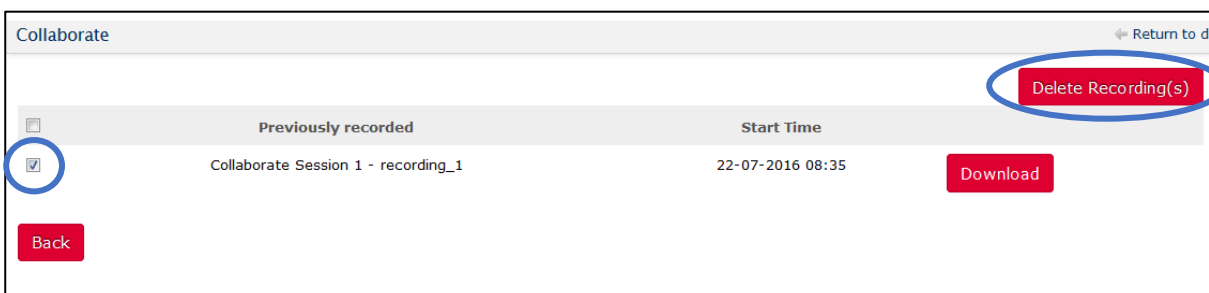 Collaborate Return to d
Delete Recording(s)
Previously recorded Start Time
Collaborate Session 1 - recording_1 22-07-2016 08:35 Download
Back